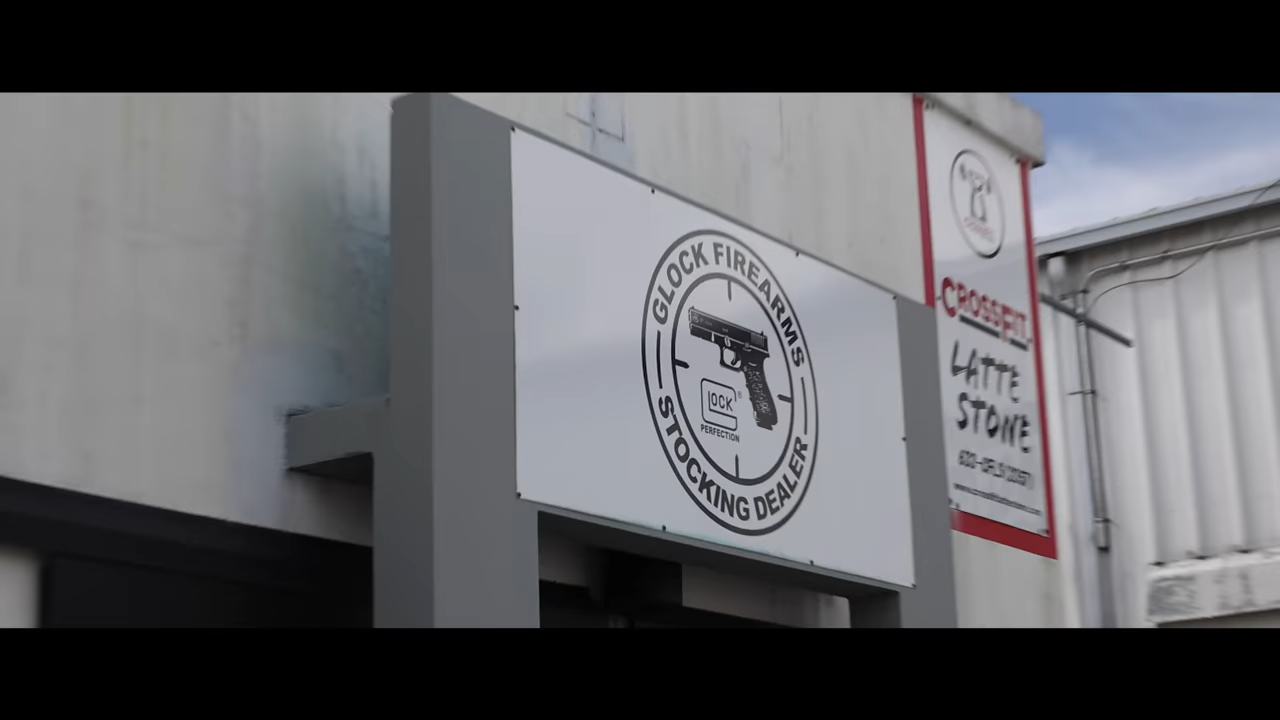 GLOCK FIREARMS
GLOCK
PERFECTION
STOCKING DEALER
CROSSFIT
LATTE
STONE